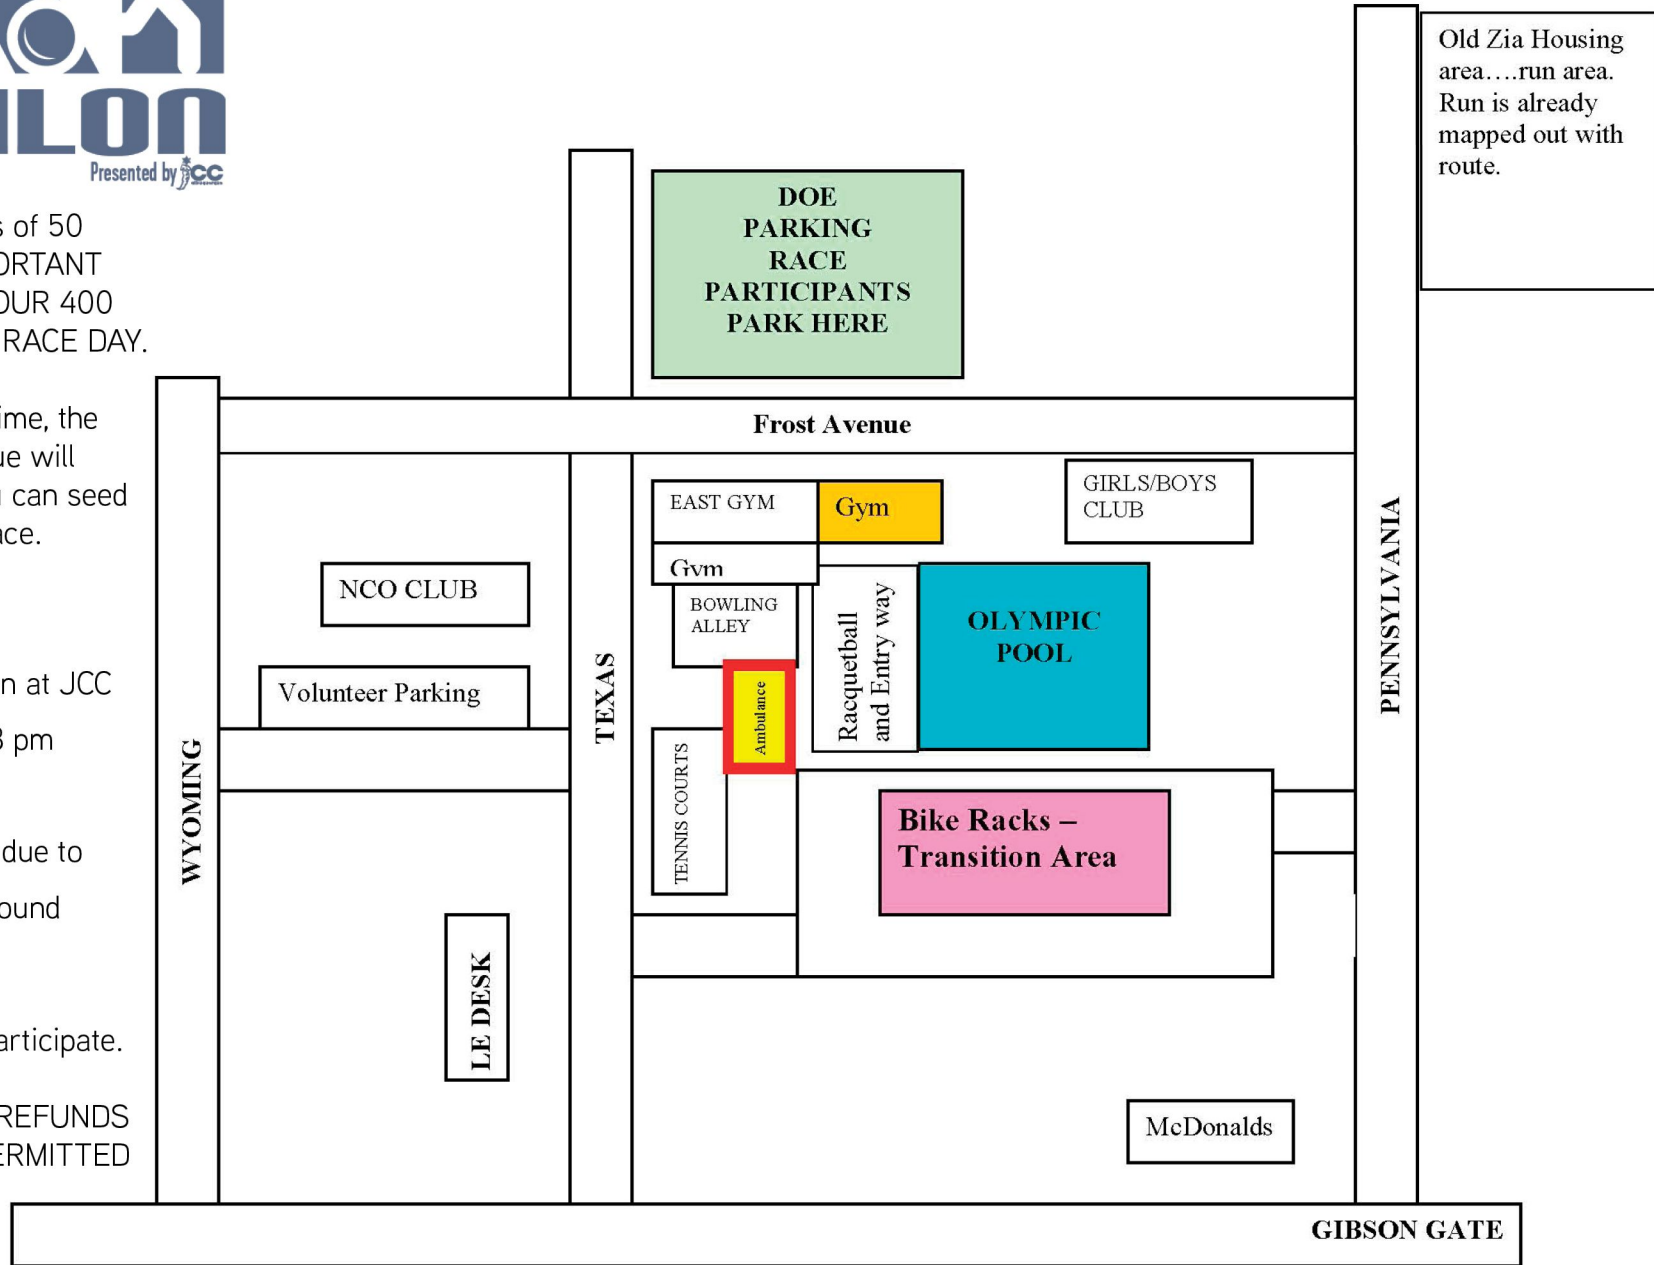 ILON
Presented by JCC
s of 50
ORTANT
OUR 400
RACE DAY.
ime, the
ue will
u can seed
ace.
n at JCC
8 pm
due to
ound
articipate.
REFUNDS
ERMITTED
Old Zia Housing
area....run area.
Run is already
mapped out with
route.
DOE
PARKING
RACE
PARTICIPANTS
PARK HERE
Frost Avenue
EAST GYM
Gym
GIRLS/BOYS
CLUB
Gym
NCO CLUB
BOWLING
ALLEY
Racquetball
and Entry way
OLYMPIC
POOL
PENNSYLVANIA
Volunteer Parking
TEXAS
Ambulance
WYOMING
TENNIS COURTS
Bike Racks –
Transition Area
LE DESK
McDonalds
GIBSON GATE